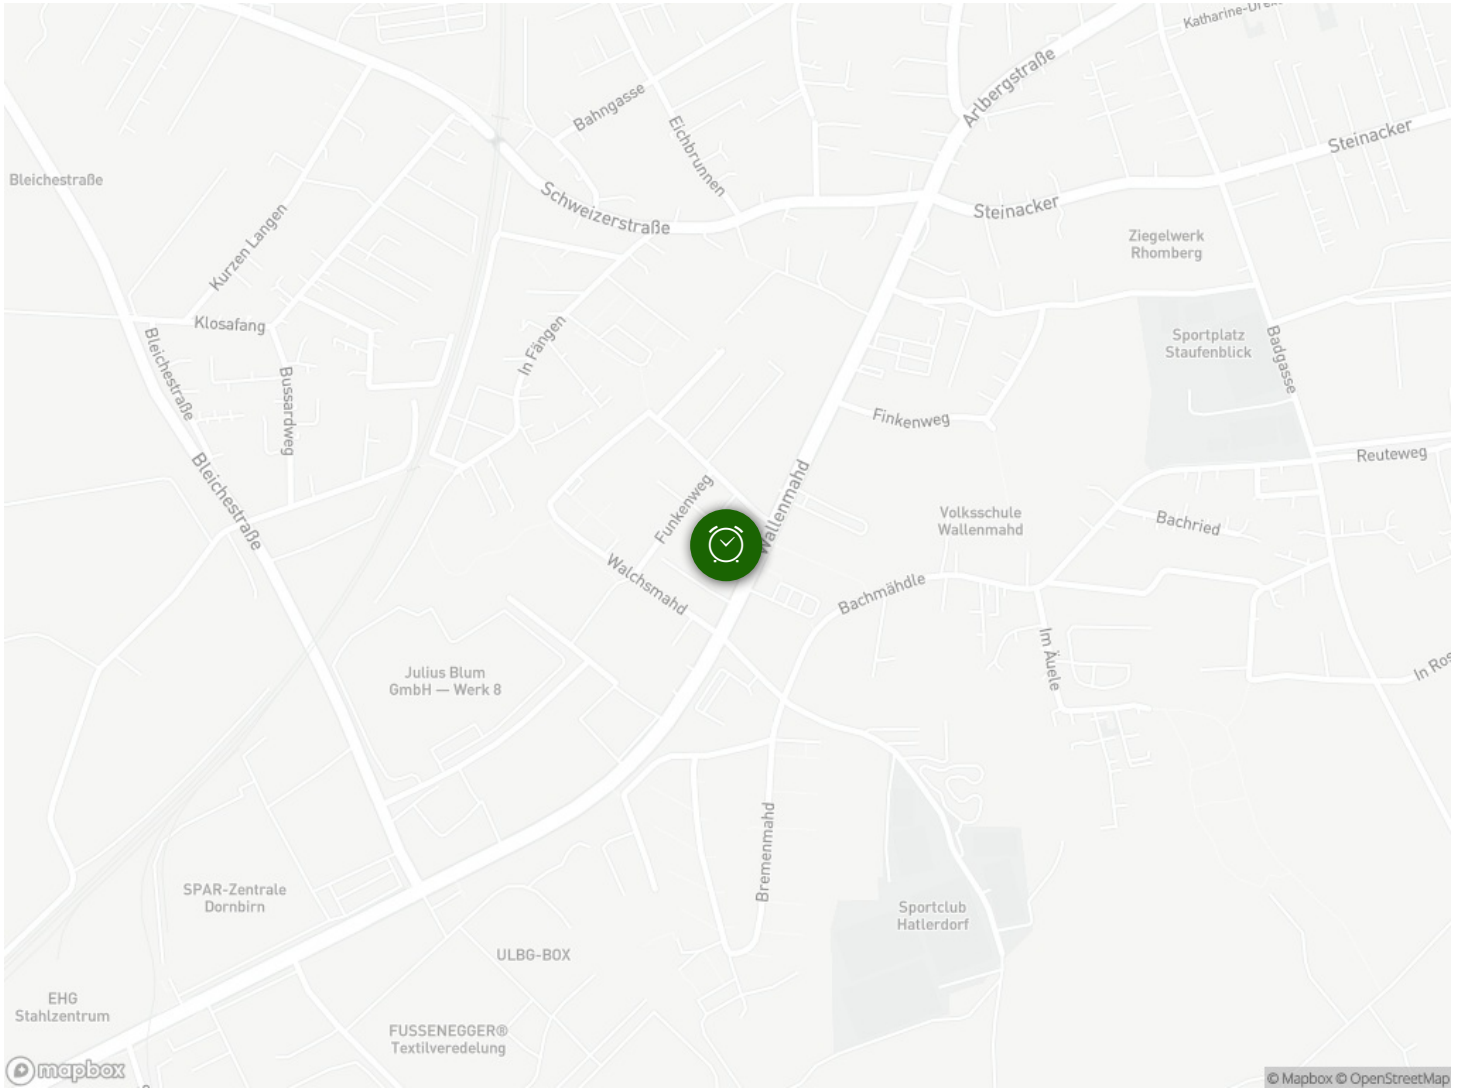 Katharine-Drex
Arlbergstraße
Bahngasse
Eichbrunnen
Steinacker
Bleichestraße
Schweizerstraße
Steinacker
Kurzen Langen
Ziegelwerk
Rhomberg
Klosafang
Bleichestraße
In Fängen
Sportplatz
Staufenblick
Badgasse
Bussardweg
Finkenweg
Reuteweg
Bleichestraße
Funkenweg
Wallenmahd
Volksschule
Wallenmahd
Bachried
Walchsmahd
Bachmähdle
Im Äuele
In Ros
Julius Blum
GmbH — Werk 8
Bremenmahd
SPAR-Zentrale
Dornbirn
Sportclub
Hatlerdorf
ULBG-BOX
EHG
Stahlzentrum
FUSSENEGGER®
Textilveredelung
mapbox
© Mapbox © OpenStreetMap